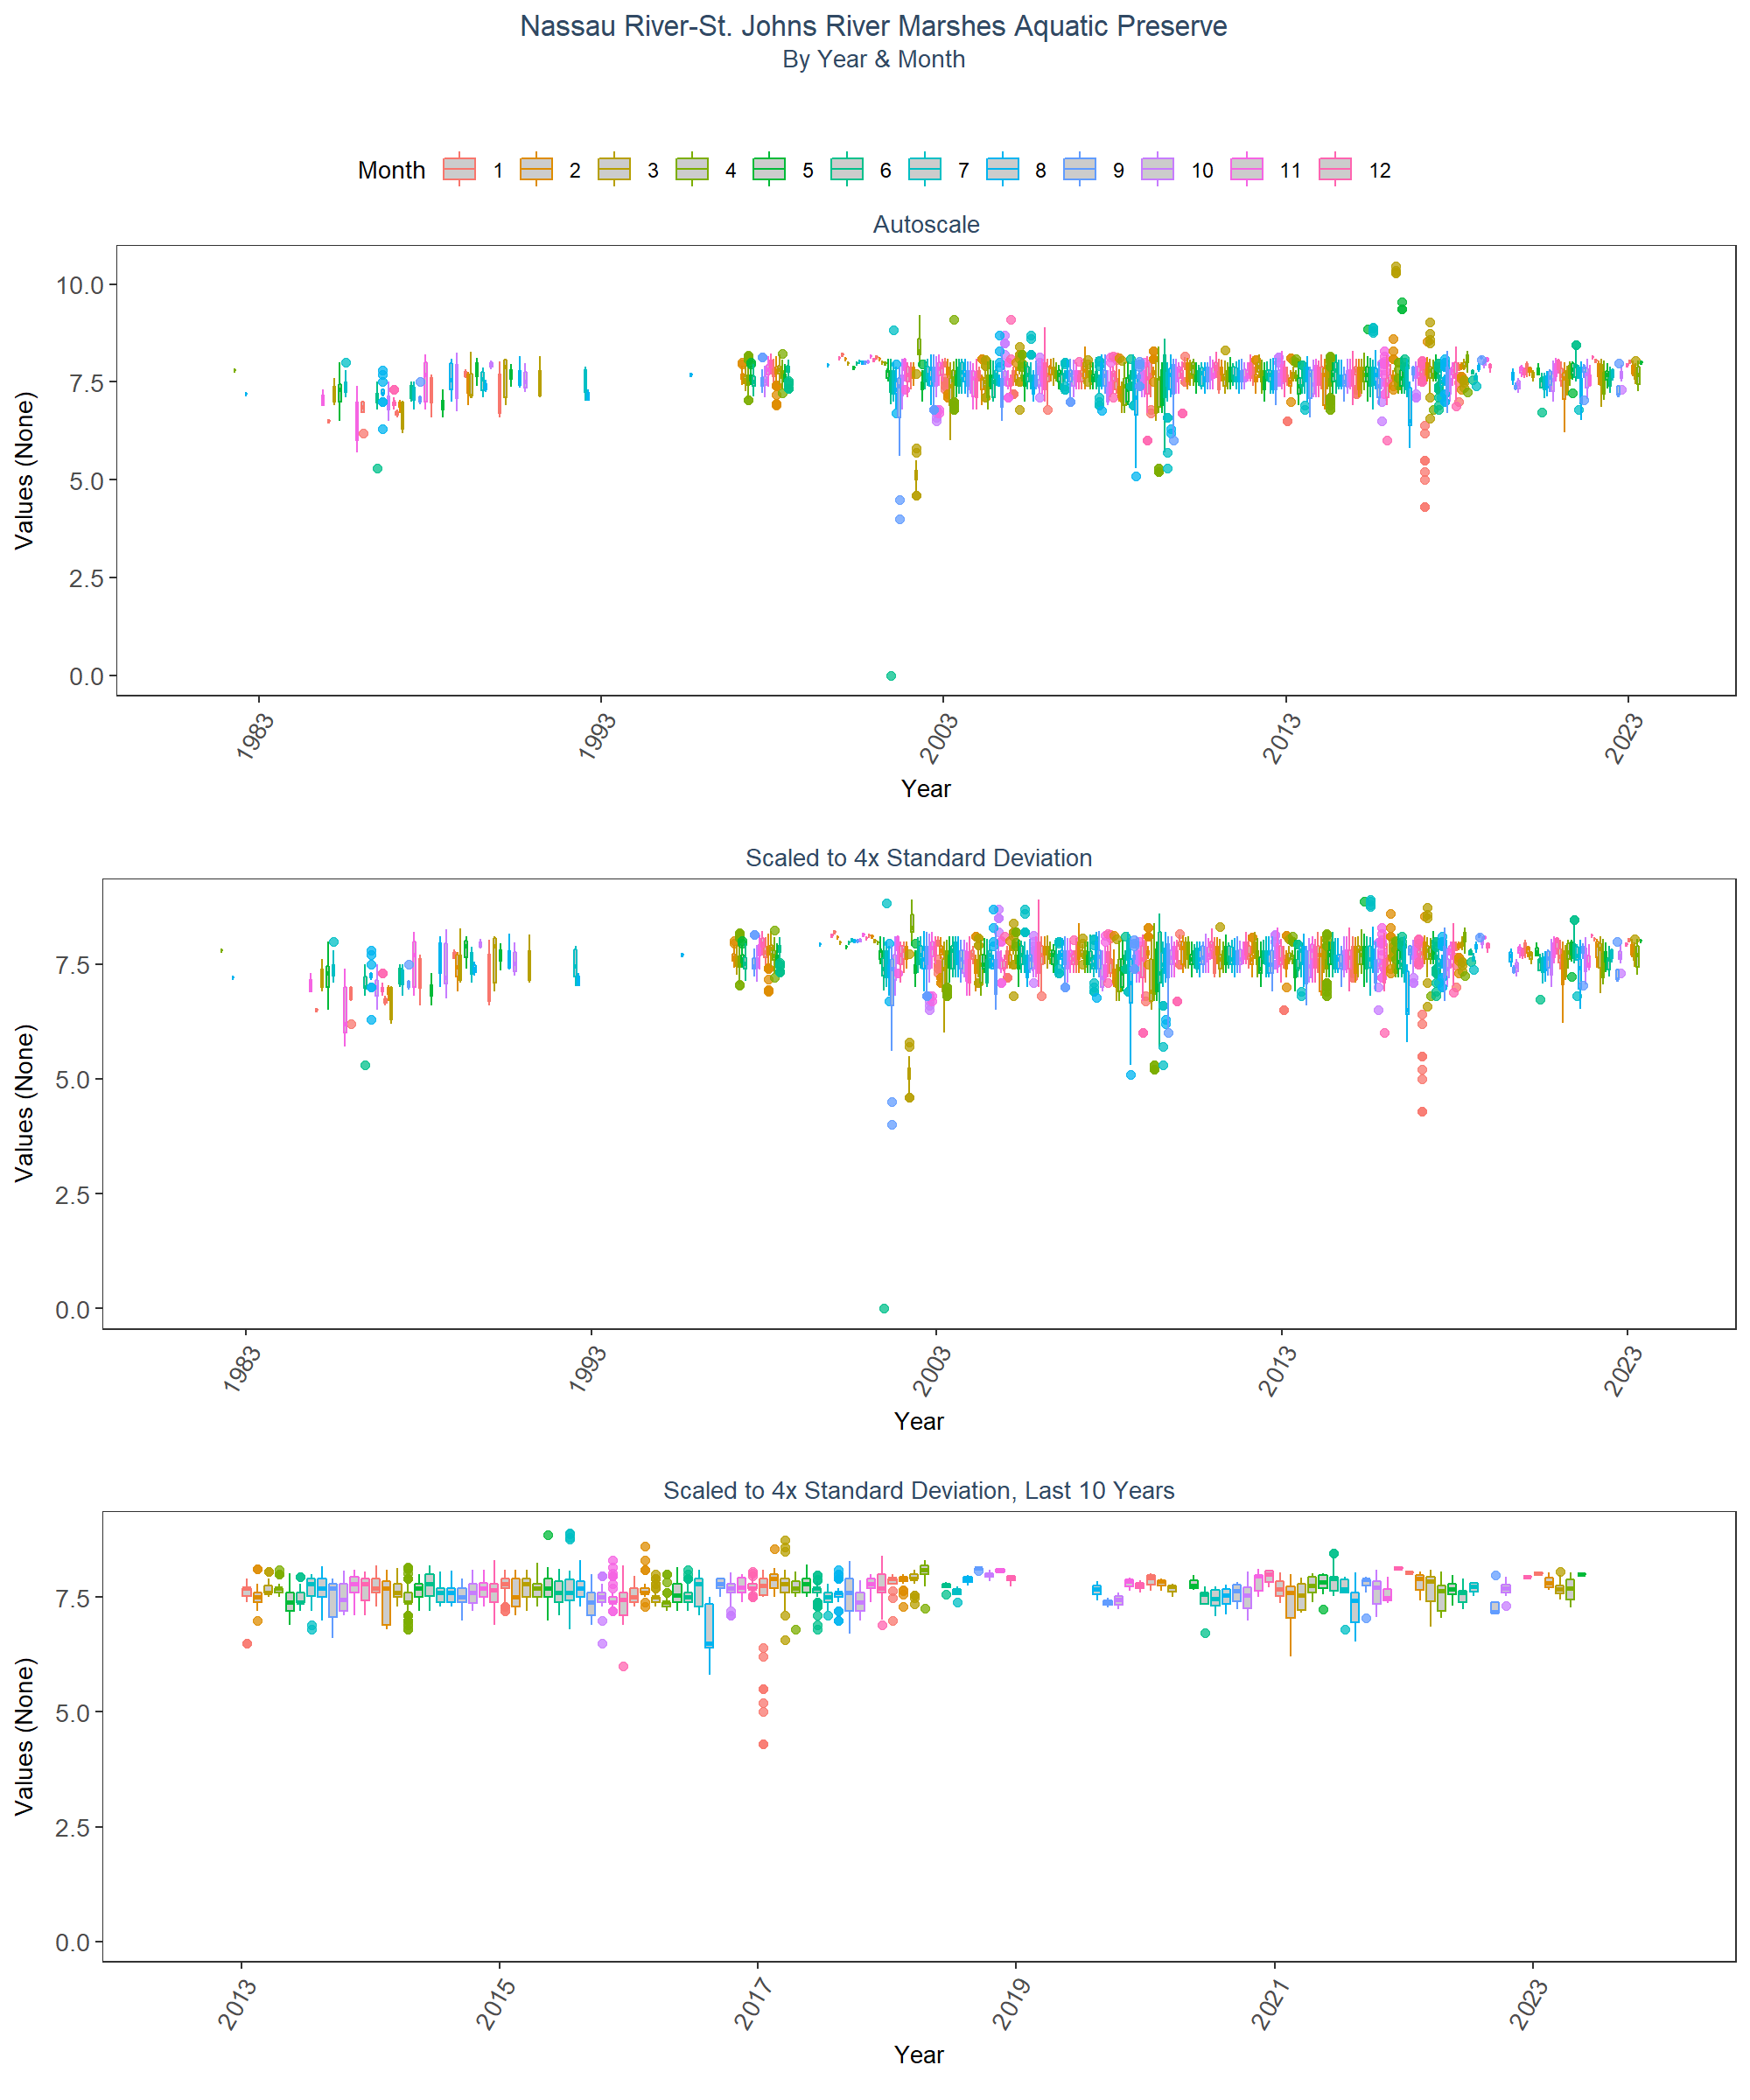 Nassau River-St. Johns River Marshes Aquatic Preserve
By Year & Month
Month 1 2 3 4 5 6 7 8 9 10 11 12
Autoscale
Values (None)
10.0
7.5
5.0
2.5
0.0
1983 1993 2003 2013 2023
Year
Scaled to 4x Standard Deviation
Values (None)
7.5
5.0
2.5
0.0
1983 1993 2003 2013 2023
Year
Scaled to 4x Standard Deviation, Last 10 Years
Values (None)
7.5
5.0
2.5
0.0
2013 2015 2017 2019 2021 2023
Year